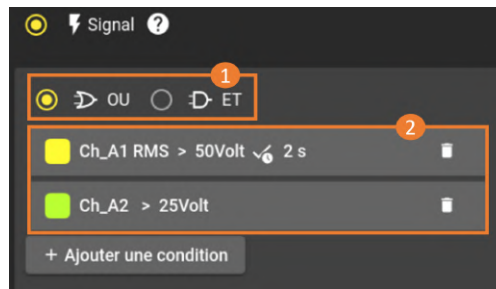 Signal ?
1
OU ET
2
Ch_A1 RMS > 50Volt 2 s
Ch_A2 > 25Volt
+ Ajouter une condition